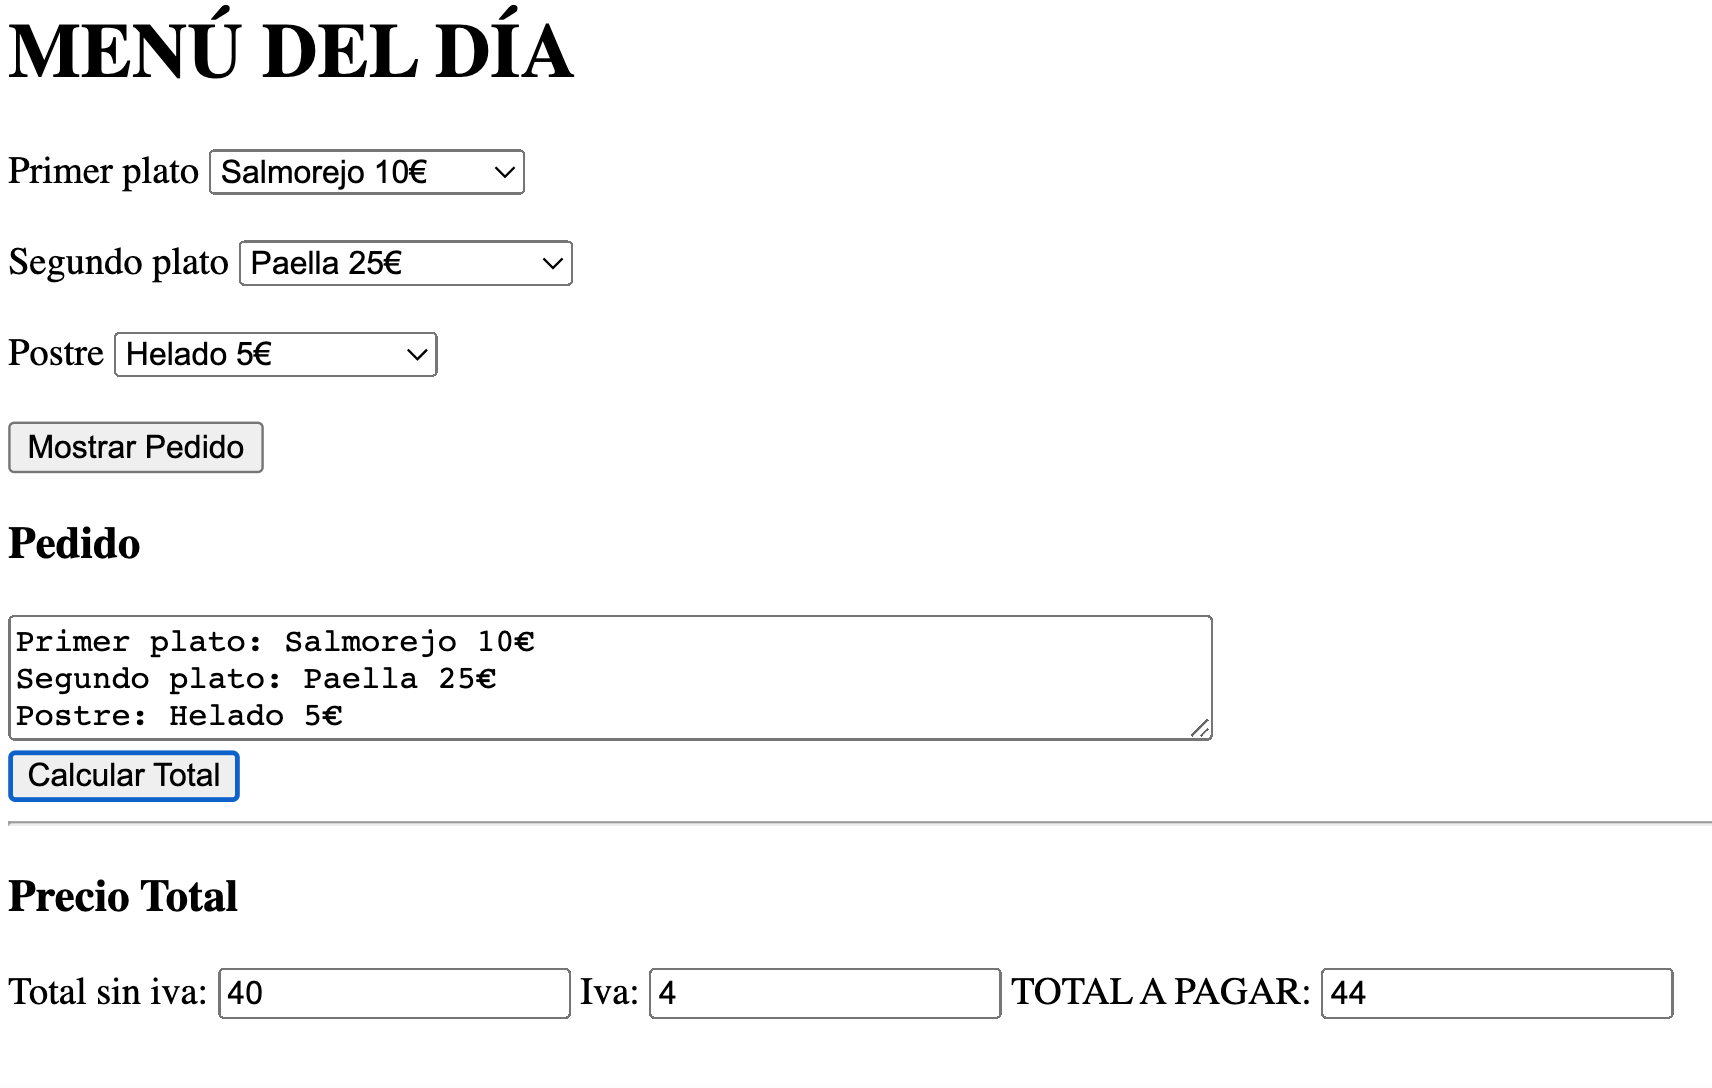 MENÚ DEL DÍA
Primer plato Salmorejo 10€
Segundo plato Paella 25€
Postre Helado 5€
Mostrar Pedido
Pedido
Primer plato: Salmorejo 10€
Segundo plato: Paella 25€
Postre: Helado 5€
Calcular Total
Precio Total
Total sin iva: 40 Iva: 4 TOTAL A PAGAR: 44